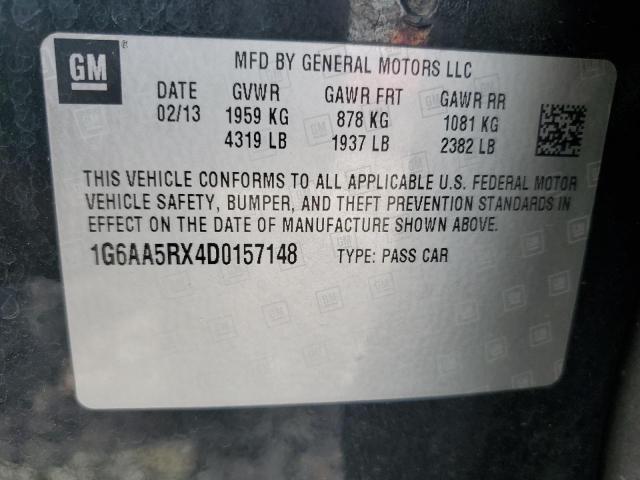 GM ®
MFD BY GENERAL MOTORS LLC
DATE GVWR GAWR FRT GAWR RR
02/13 1959 KG 878 KG 1081 KG
4319 LB 1937 LB 2382 LB
THIS VEHICLE CONFORMS TO ALL APPLICABLE U.S. FEDERAL MOTOR
VEHICLE SAFETY, BUMPER, AND THEFT PREVENTION STANDARDS IN
EFFECT ON THE DATE OF MANUFACTURE SHOWN ABOVE.
1G6AA5RX4D0157148 TYPE: PASS CAR